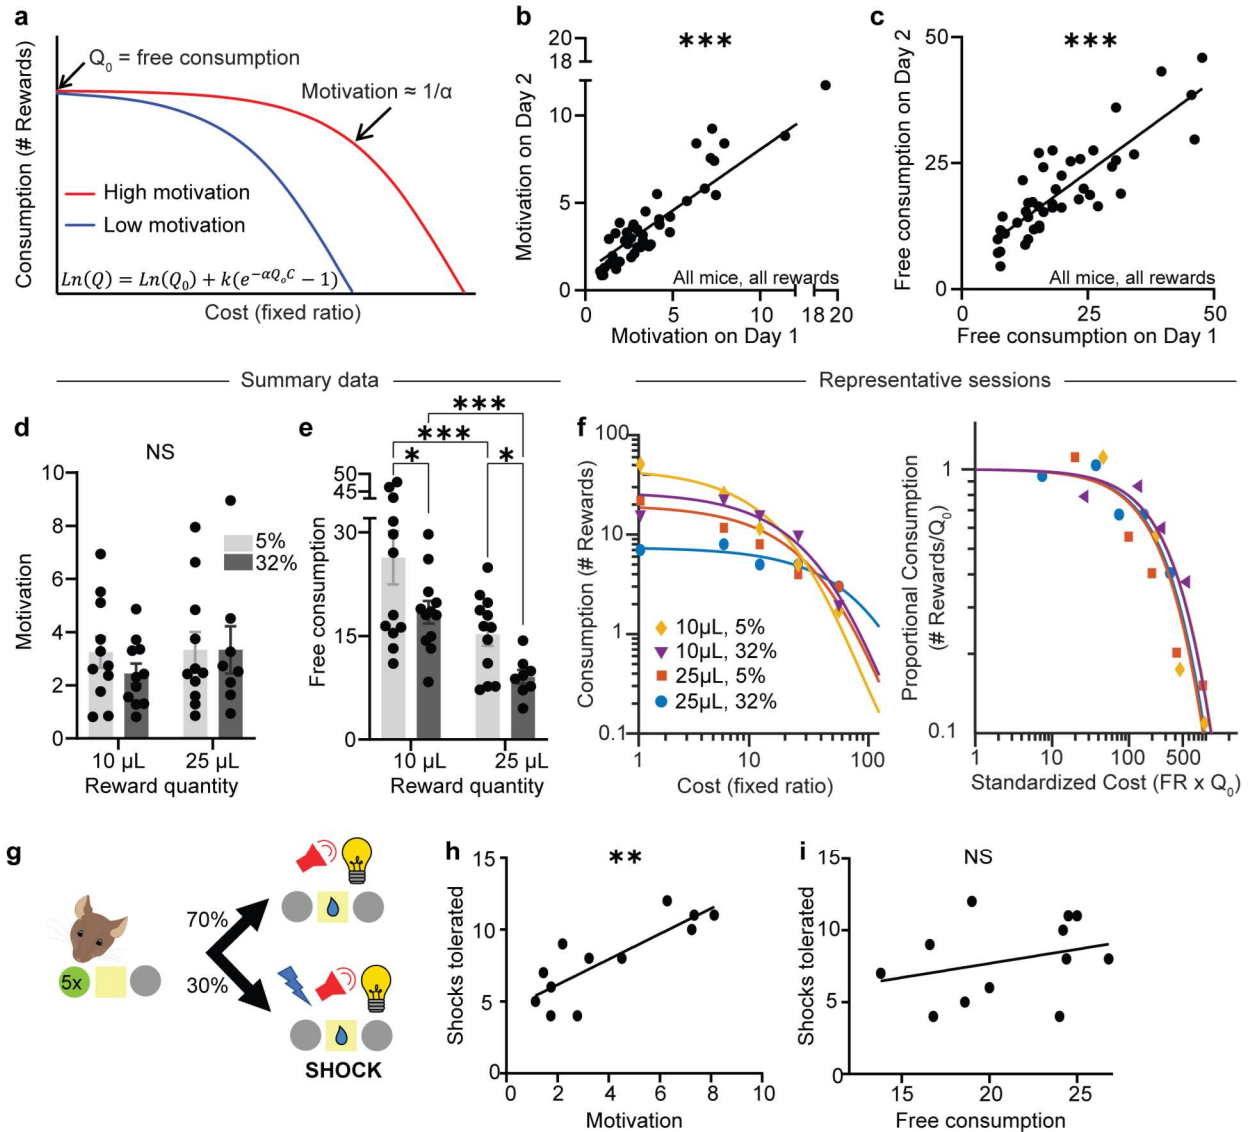 a
Consumption (# Rewards)
Q₀ = free consumption
Motivation ≈ 1/α
High motivation
Low motivation
Ln(Q) = Ln(Q₀) + k(e^(−αQₒC) − 1)
Cost (fixed ratio)
b
***
Motivation on Day 2
20
18
10
5
0
All mice, all rewards
0 5 10 18 20
Motivation on Day 1
c
***
Free consumption on Day 2
50
25
0
All mice, all rewards
0 25 50
Free consumption on Day 1
Summary data
Representative sessions
d
NS
Motivation
10
8
6
4
2
0
5%
32%
10 µL 25 µL
Reward quantity
e
***
***
* *
Free consumption
50
45
30
15
0
10 µL 25 µL
Reward quantity
f
Consumption (# Rewards)
100
10
1
0.1
10µL, 5%
10µL, 32%
25µL, 5%
25µL, 32%
1 10 100
Cost (fixed ratio)
Proportional Consumption
(# Rewards/Q₀)
1
0.1
1 10 100 500
Standardized Cost (FR x Q₀)
g
5x
70%
30%
SHOCK
h
**
Shocks tolerated
15
10
5
0
0 2 4 6 8 10
Motivation
i
NS
Shocks tolerated
15
10
5
0
15 20 25
Free consumption